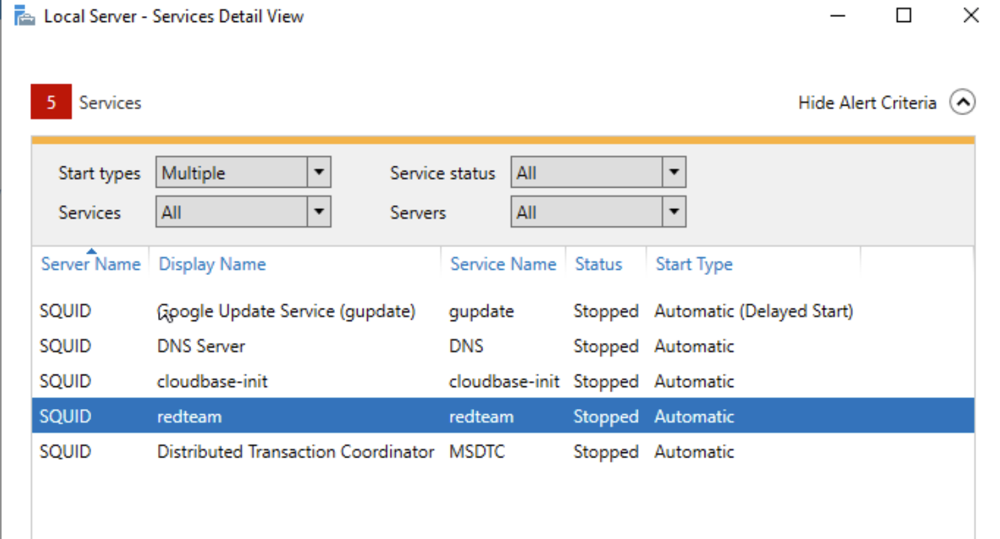 Local Server - Services Detail View
5 Services Hide Alert Criteria
Start types Multiple Service status All
Services All Servers All
Server Name Display Name Service Name Status Start Type
SQUID Google Update Service (gupdate) gupdate Stopped Automatic (Delayed Start)
SQUID DNS Server DNS Stopped Automatic
SQUID cloudbase-init cloudbase-init Stopped Automatic
SQUID redteam redteam Stopped Automatic
SQUID Distributed Transaction Coordinator MSDTC Stopped Automatic